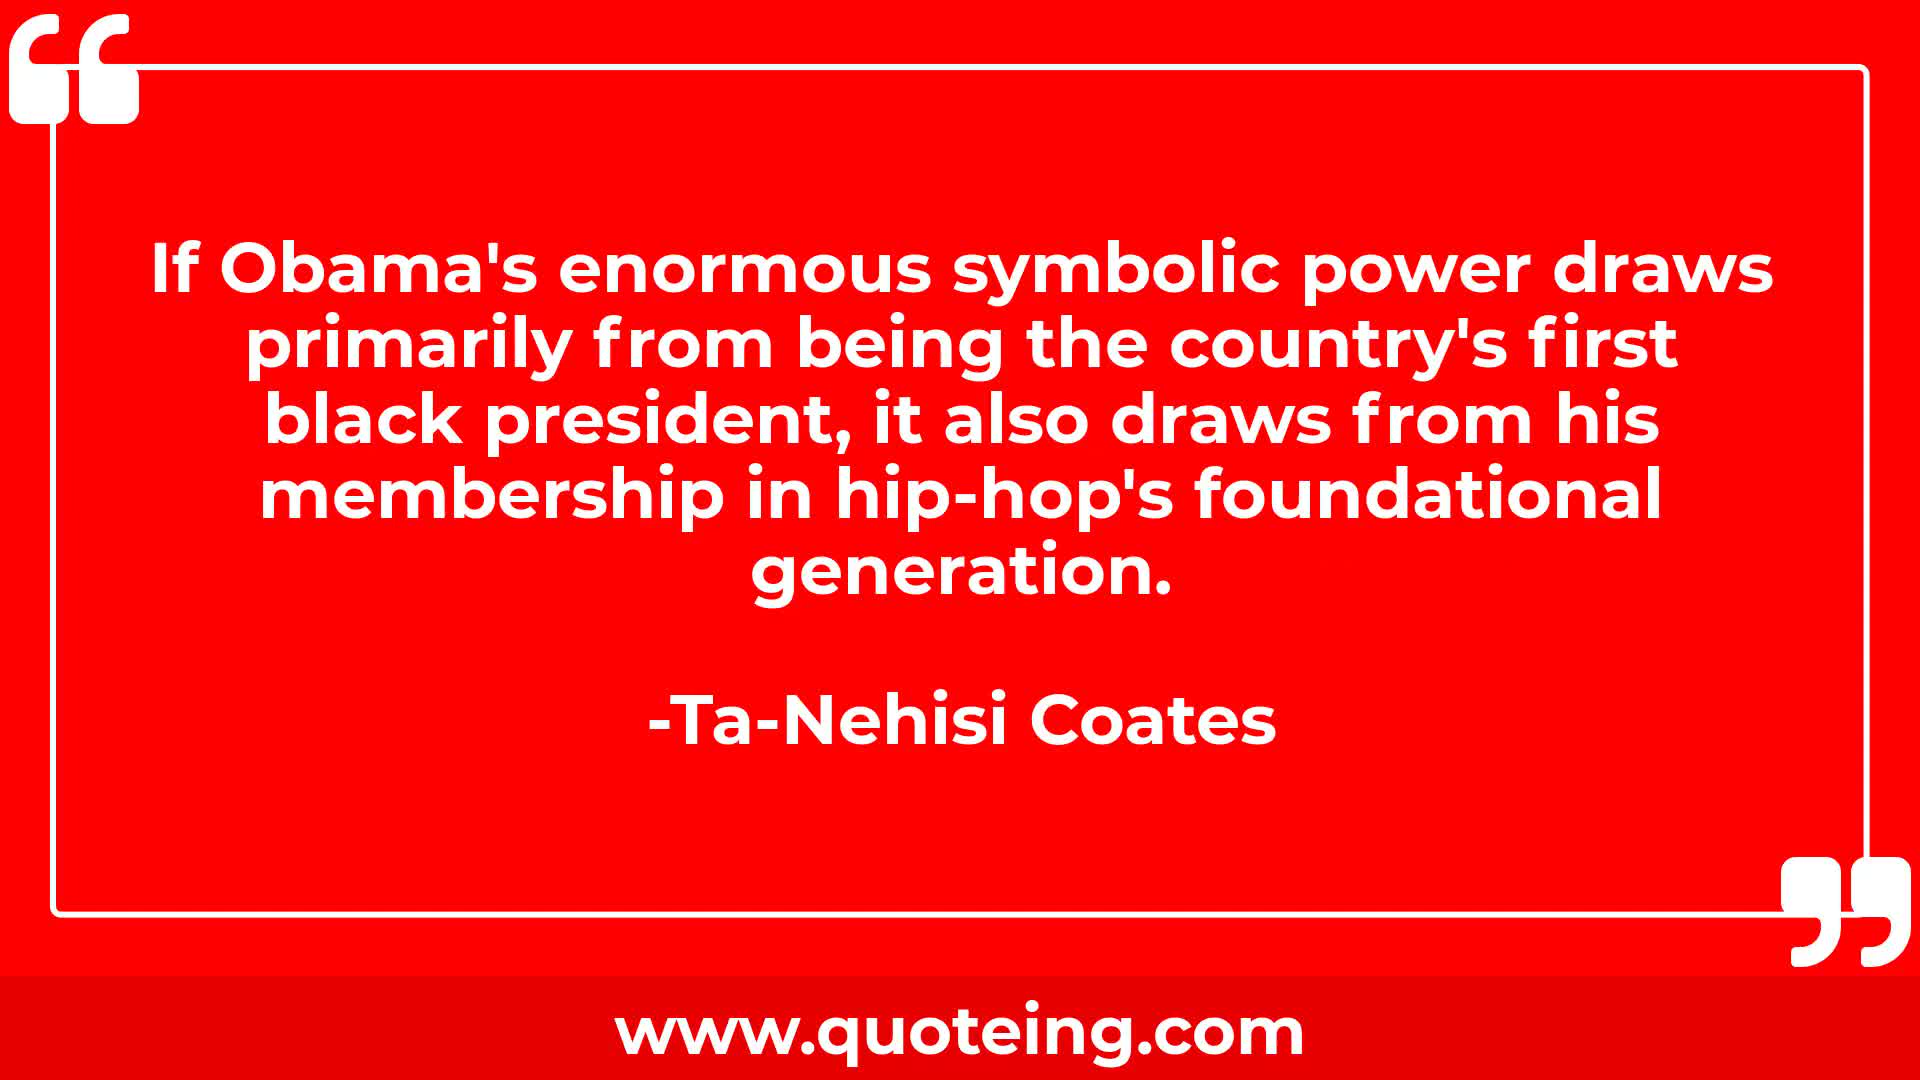 If Obama's enormous symbolic power draws
primarily from being the country's first
black president, it also draws from his
membership in hip-hop's foundational
generation.
-Ta-Nehisi Coates
www.quoteing.com